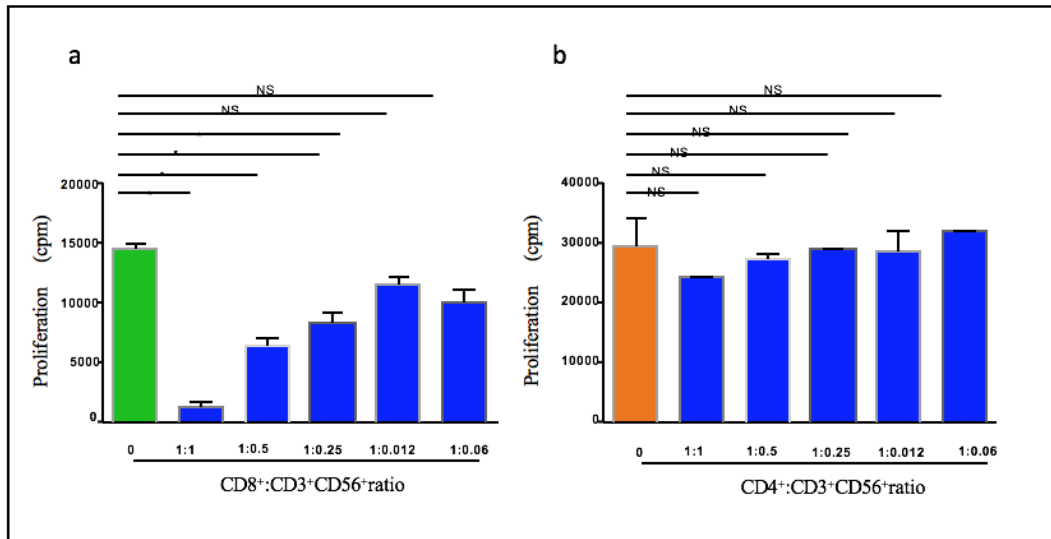 a
NS
NS
*
*
*
*
20000
15000
10000
5000
0
Proliferation (cpm)
0 1:1 1:0.5 1:0.25 1:0.012 1:0.06
CD8⁺:CD3⁺CD56⁺ratio
b
NS
NS
NS
NS
NS
NS
40000
30000
20000
10000
0
Proliferation (cpm)
0 1:1 1:0.5 1:0.25 1:0.012 1:0.06
CD4⁺:CD3⁺CD56⁺ratio